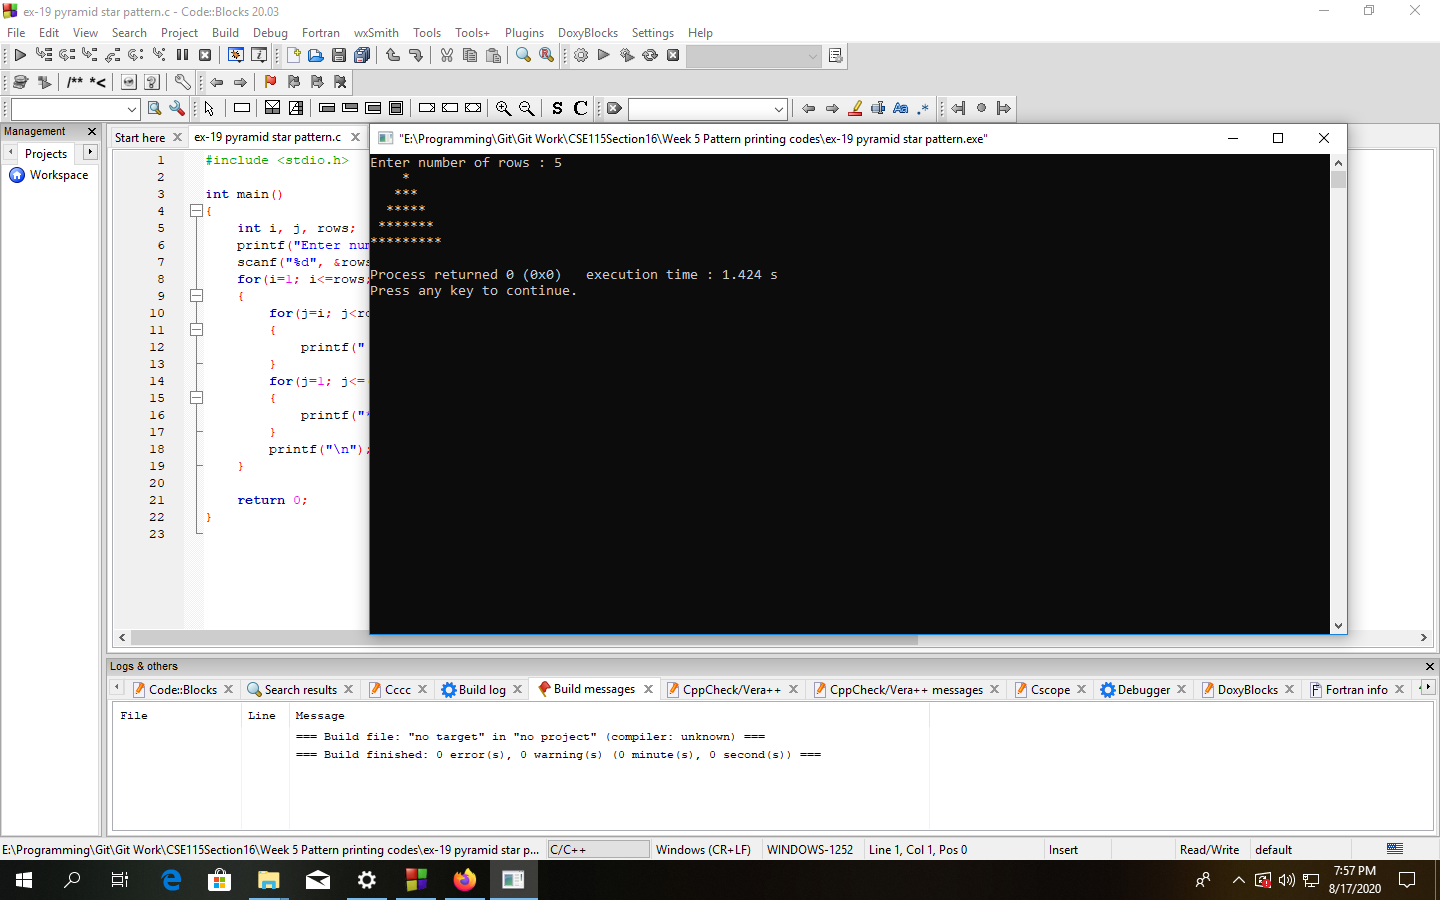 ex-19 pyramid star pattern.c - Code::Blocks 20.03
File Edit View Search Project Build Debug Fortran wxSmith Tools Tools+ Plugins DoxyBlocks Settings Help
/** *<
S C
Aa .*
Management
Projects
Workspace
Start here
ex-19 pyramid star pattern.c
1 #include <stdio.h>
2
3 int main()
4 {
5 int i, j, rows;
6 printf("Enter num
7 scanf("%d", &rows
8 for(i=1; i<=rows;
9 {
10 for(j=i; j<ro
11 {
12 printf("
13 }
14 for(j=1; j<=
15 {
16 printf("*
17 }
18 printf("\n");
19 }
20
21 return 0;
22 }
23
"E:\Programming\Git\Git Work\CSE115Section16\Week 5 Pattern printing codes\ex-19 pyramid star pattern.exe"
Enter number of rows : 5
    *
   ***
  *****
 *******
*********
Process returned 0 (0x0)   execution time : 1.424 s
Press any key to continue.
Logs & others
Code::Blocks Search results Cccc Build log Build messages CppCheck/Vera++ CppCheck/Vera++ messages Cscope Debugger DoxyBlocks Fortran info
File Line Message
=== Build file: "no target" in "no project" (compiler: unknown) ===
=== Build finished: 0 error(s), 0 warning(s) (0 minute(s), 0 second(s)) ===
E:\Programming\Git\Git Work\CSE115Section16\Week 5 Pattern printing codes\ex-19 pyramid star p... C/C++ Windows (CR+LF) WINDOWS-1252 Line 1, Col 1, Pos 0 Insert Read/Write default
7:57 PM
8/17/2020